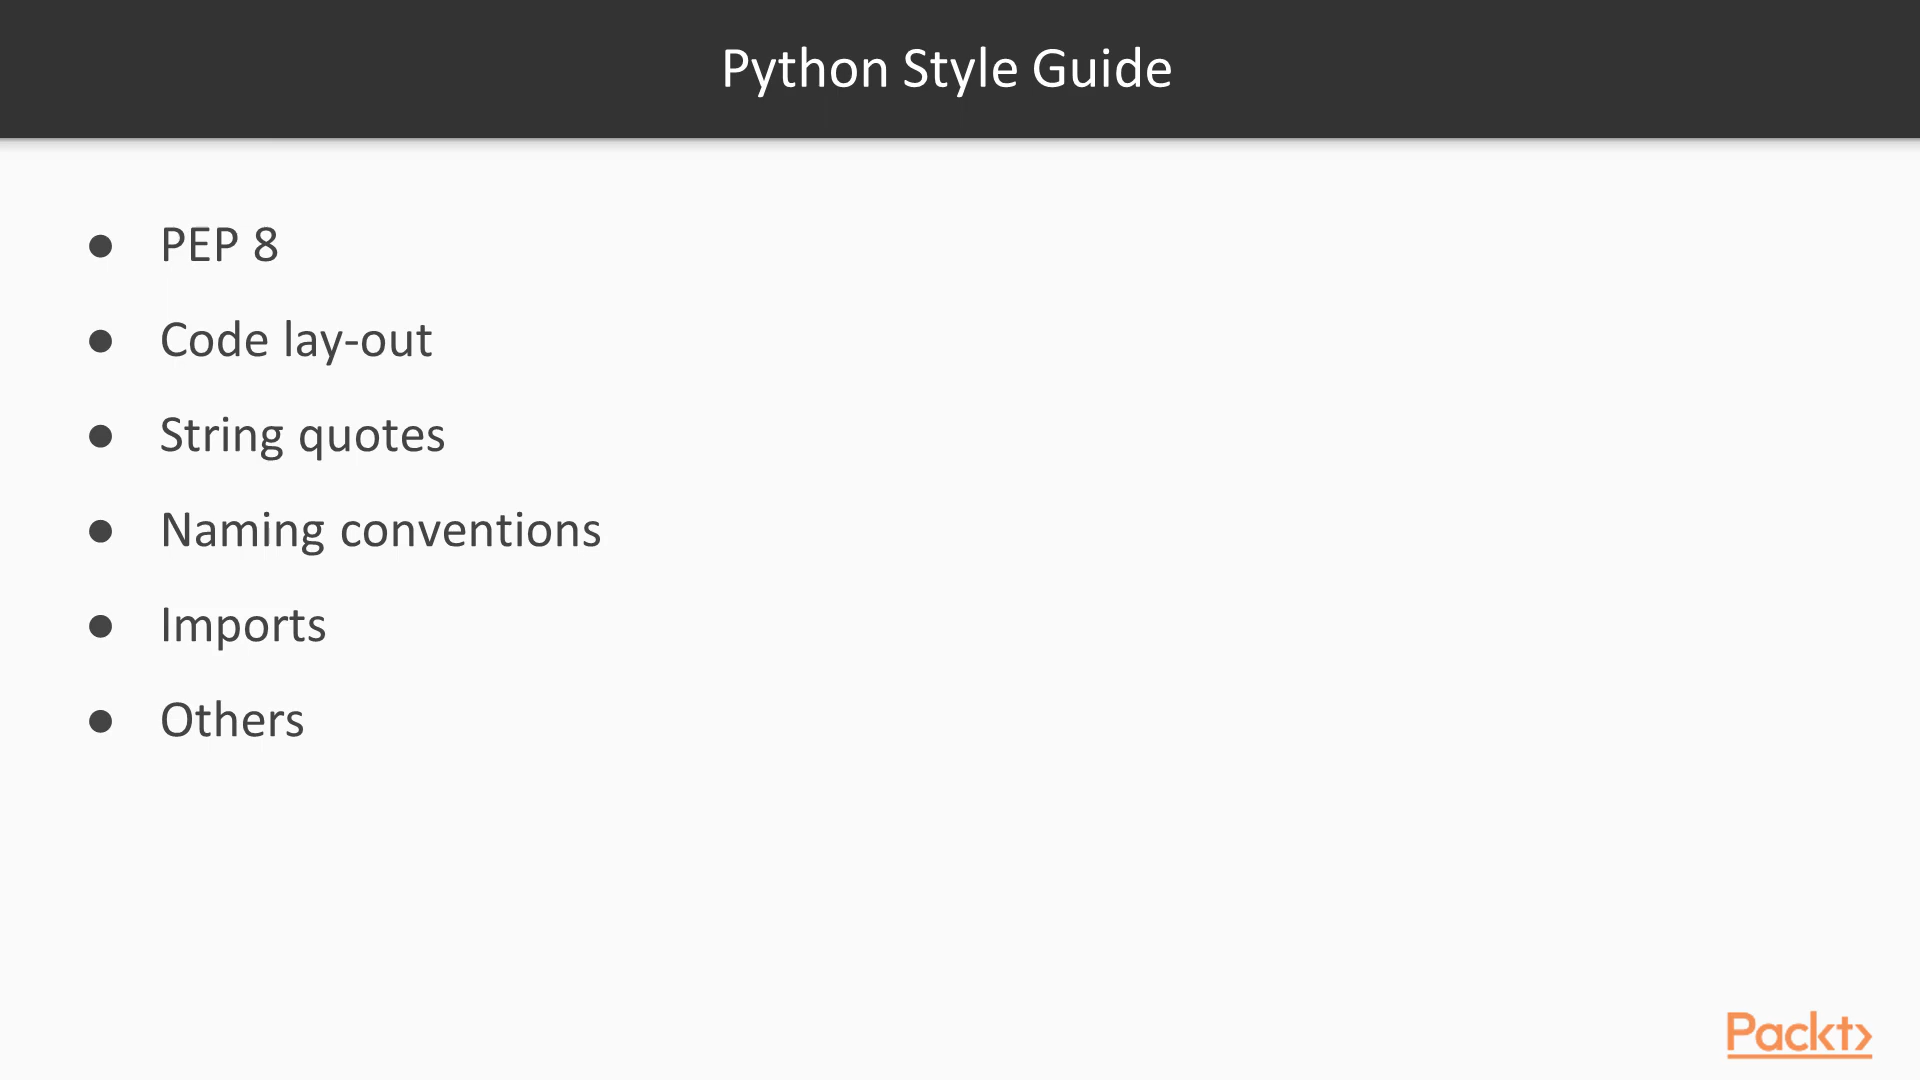 Python Style Guide
● PEP 8
● Code lay-out
● String quotes
● Naming conventions
● Imports
● Others
Packt>